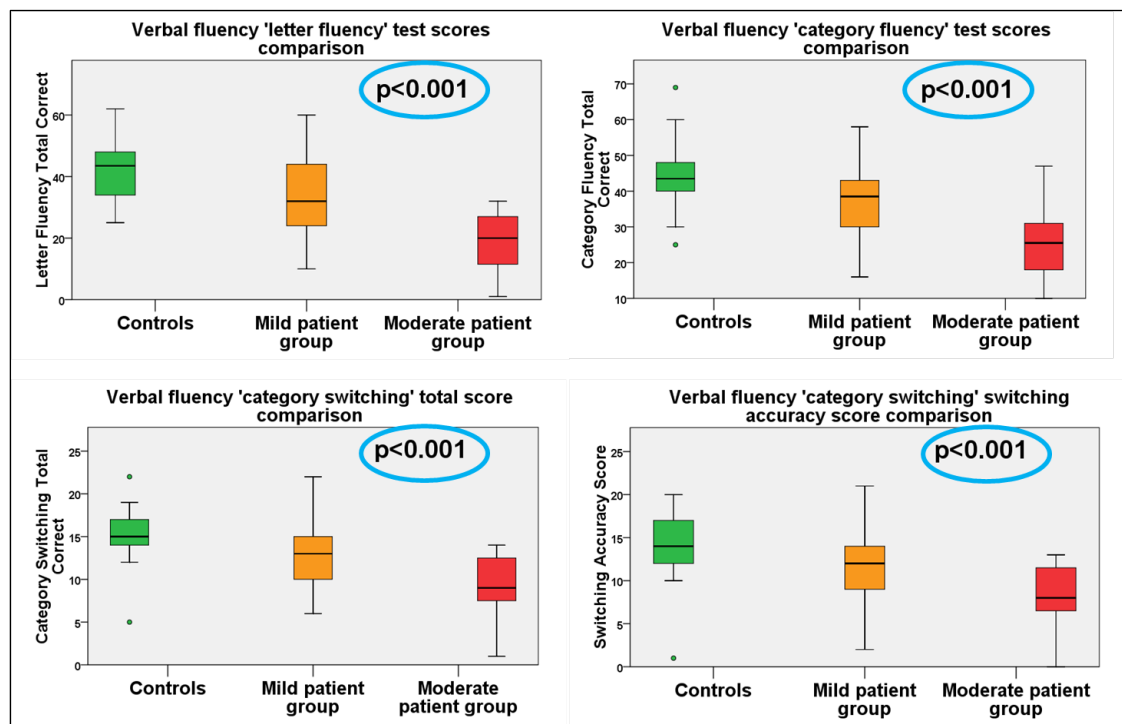 Verbal fluency 'letter fluency' test scores
comparison
p<0.001
Letter Fluency Total Correct
60
40
20
0
Controls
Mild patient
group
Moderate patient
group
Verbal fluency 'category fluency' test scores
comparison
p<0.001
Category Fluency Total
Correct
70
60
50
40
30
20
10
Controls
Mild patient
group
Moderate patient
group
Verbal fluency 'category switching' total score
comparison
p<0.001
Category Switching Total
Correct
25
20
15
10
5
0
Controls
Mild patient
group
Moderate
patient group
Verbal fluency 'category switching' switching
accuracy score comparison
p<0.001
Switching Accuracy Score
25
20
15
10
5
0
Controls
Mild patient
group
Moderate patient
group